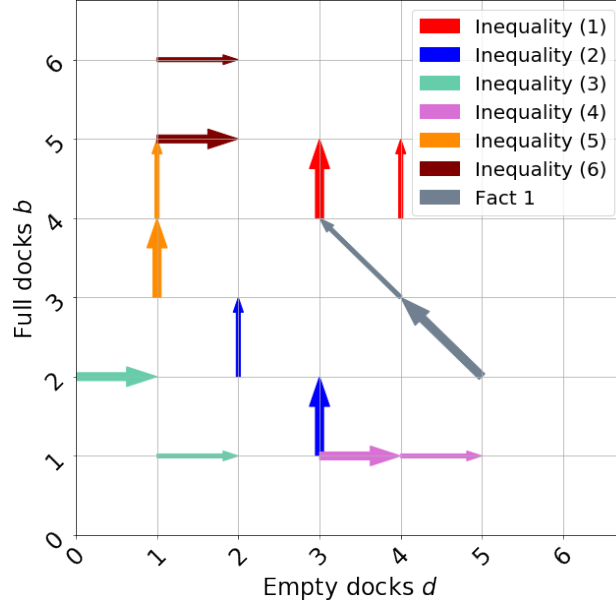 Inequality (1)
Inequality (2)
Inequality (3)
Inequality (4)
Inequality (5)
Inequality (6)
Fact 1
Full docks b
6
5
4
3
2
1
0
0 1 2 3 4 5 6
Empty docks d